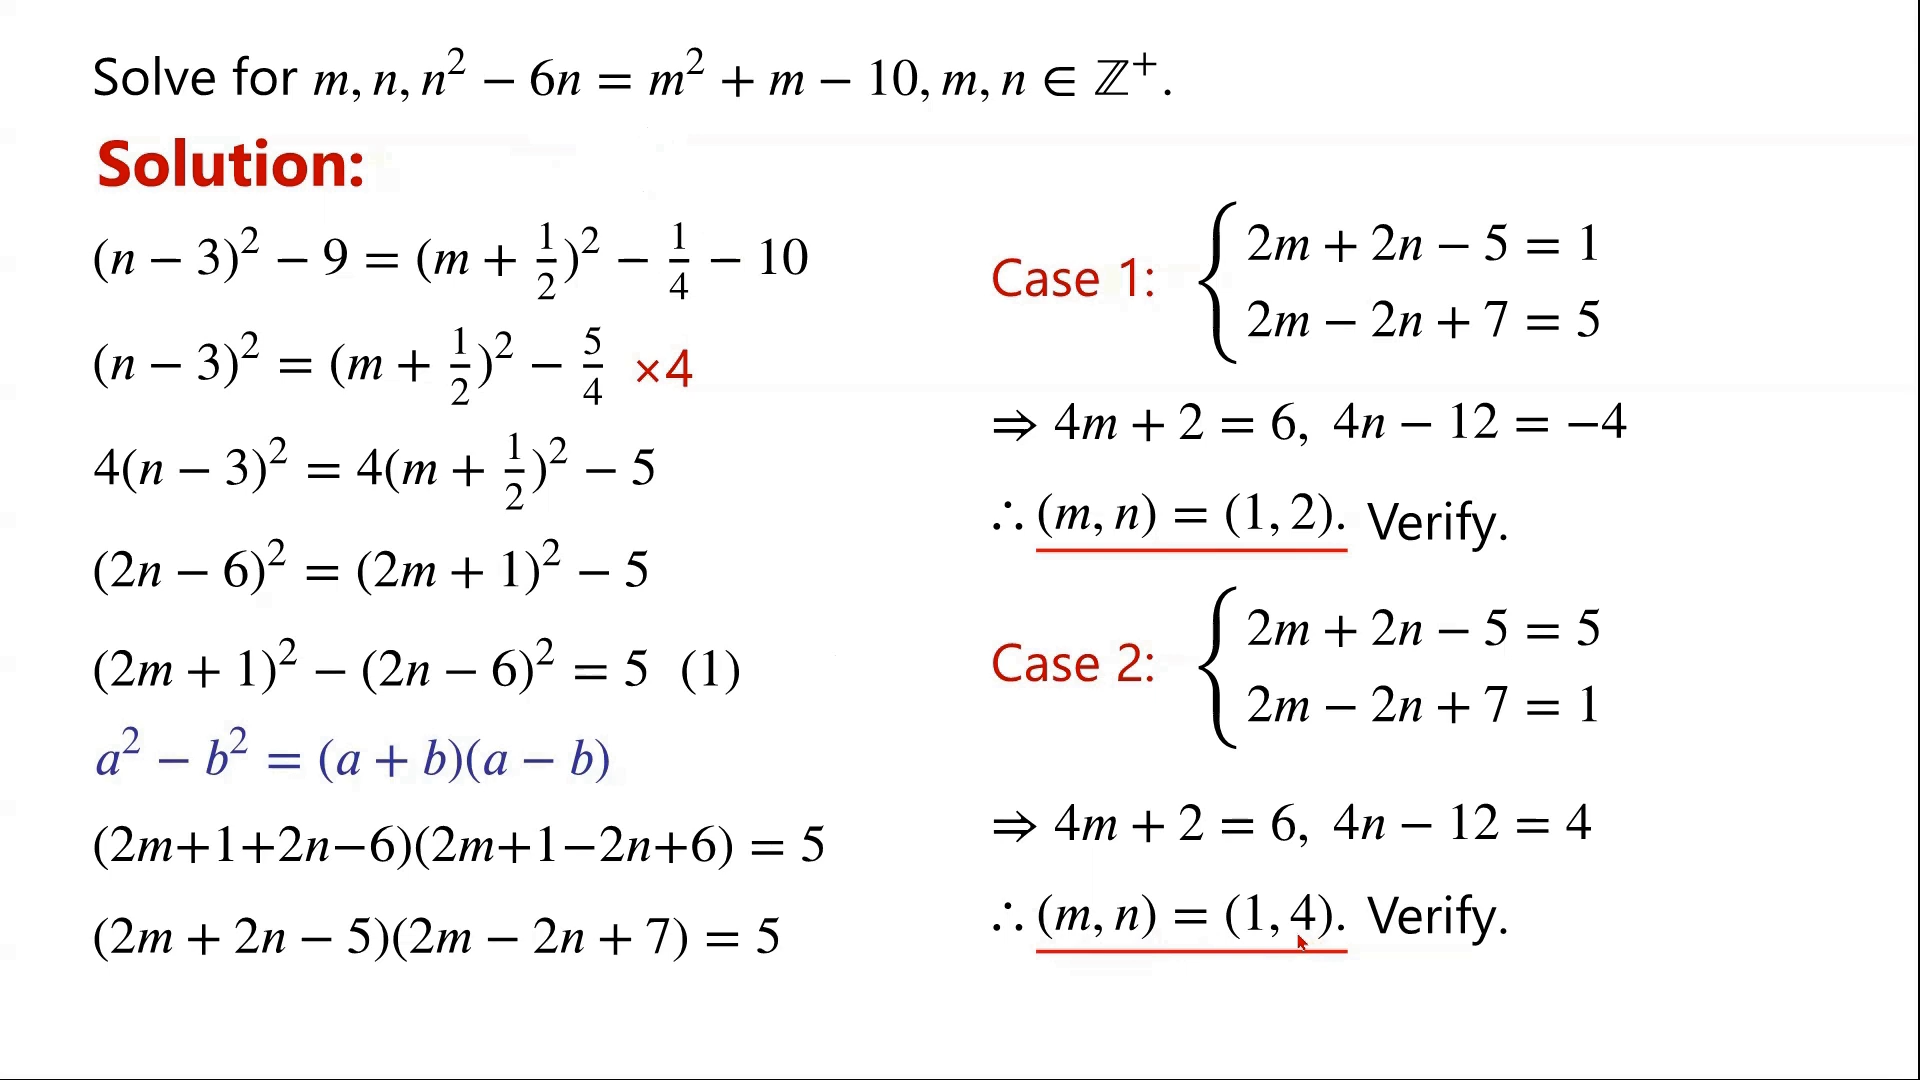 Solve for m, n, n² − 6n = m² + m − 10, m, n ∈ ℤ⁺.
Solution:
(n − 3)² − 9 = (m + 1/2)² − 1/4 − 10
(n − 3)² = (m + 1/2)² − 5/4 ×4
4(n − 3)² = 4(m + 1/2)² − 5
(2n − 6)² = (2m + 1)² − 5
(2m + 1)² − (2n − 6)² = 5 (1)
a² − b² = (a + b)(a − b)
(2m+1+2n−6)(2m+1−2n+6) = 5
(2m + 2n − 5)(2m − 2n + 7) = 5
Case 1: { 2m + 2n − 5 = 1
2m − 2n + 7 = 5
⇒ 4m + 2 = 6, 4n − 12 = −4
∴ (m, n) = (1, 2). Verify.
Case 2: { 2m + 2n − 5 = 5
2m − 2n + 7 = 1
⇒ 4m + 2 = 6, 4n − 12 = 4
∴ (m, n) = (1, 4). Verify.